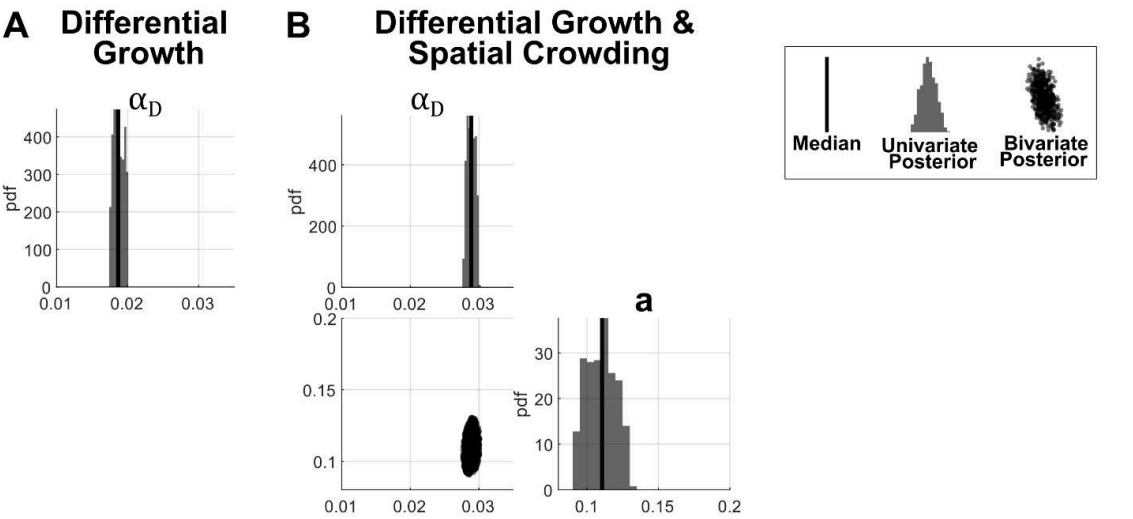 A
Differential
Growth
α_D
400
300
200
100
0
pdf
0.01
0.02
0.03
B
Differential Growth &
Spatial Crowding
α_D
400
200
0
pdf
0.01
0.02
0.03
0.2
0.15
0.1
0.01
0.02
0.03
a
30
20
10
0
pdf
0.1
0.15
0.2
Median
Univariate
Posterior
Bivariate
Posterior